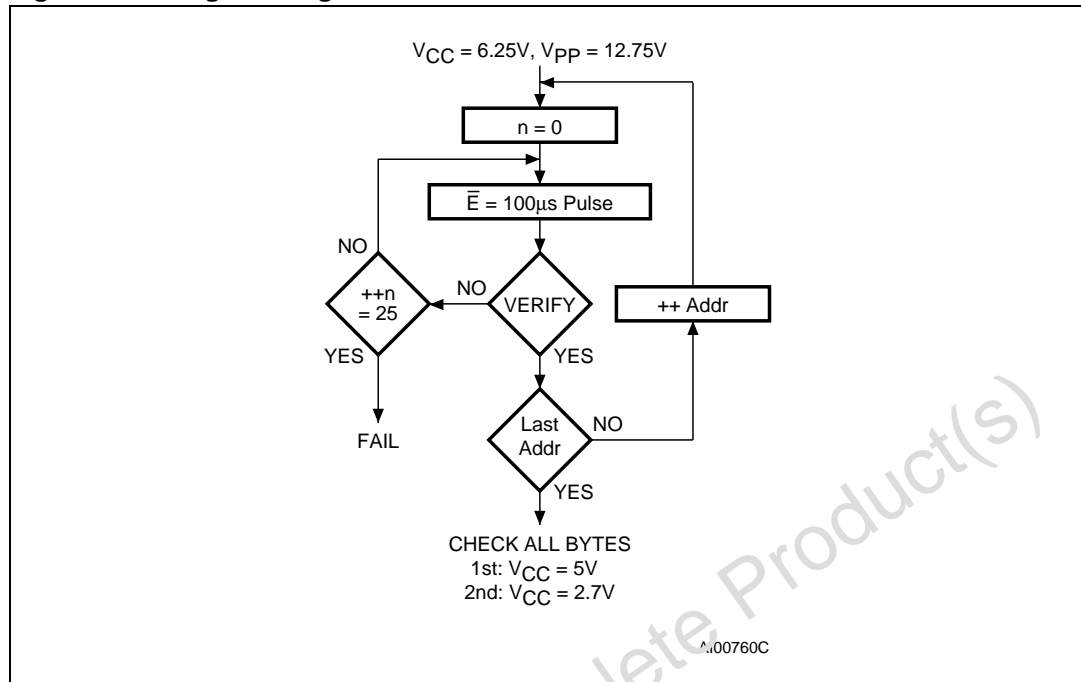 VCC = 6.25V, VPP = 12.75V
n = 0
E̅ = 100μs Pulse
NO
++n
= 25
NO
VERIFY
++ Addr
YES
YES
Last
Addr
NO
FAIL
YES
CHECK ALL BYTES
1st: VCC = 5V
2nd: VCC = 2.7V
AI00760C
lete Product(s)